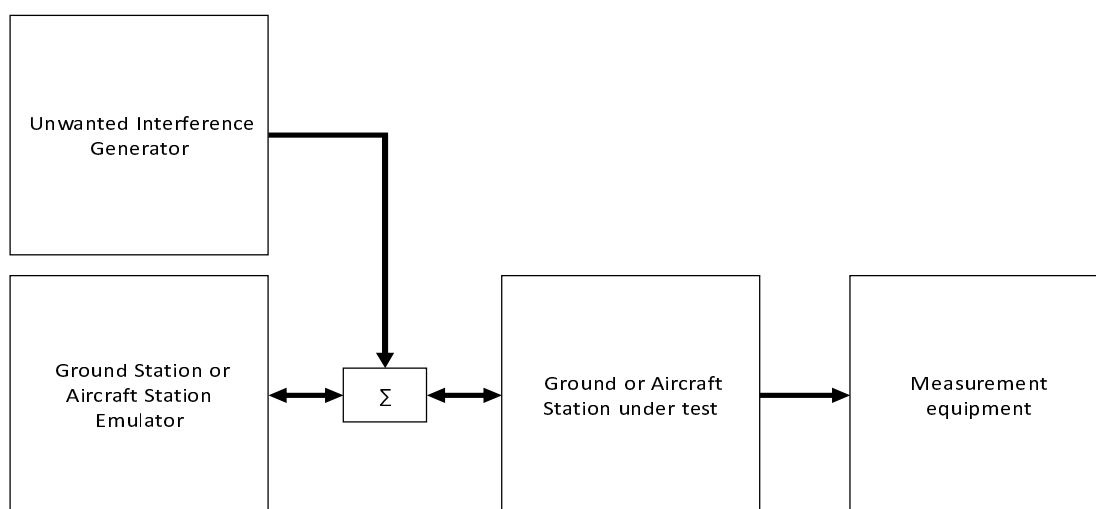 Unwanted Interference
Generator
Ground Station or
Aircraft Station
Emulator
Σ
Ground or Aircraft
Station under test
Measurement
equipment